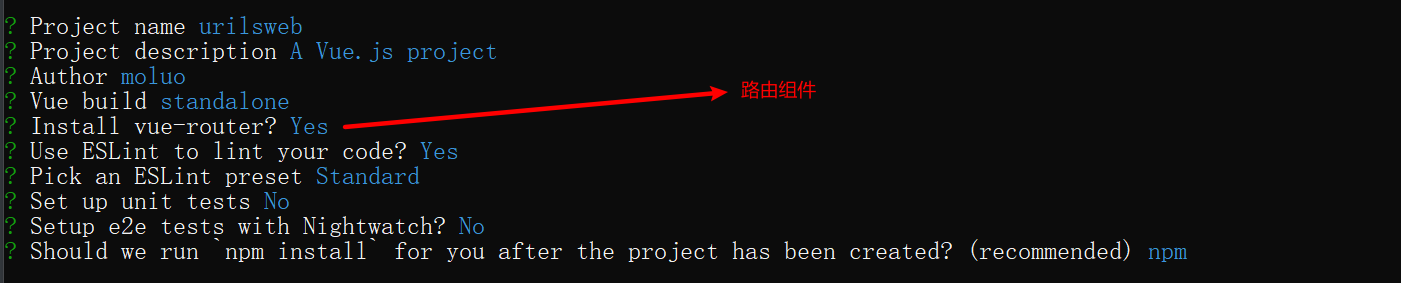 ? Project name urilsweb
? Project description A Vue.js project
? Author moluo
? Vue build standalone
路由组件
? Install vue-router? Yes
? Use ESLint to lint your code? Yes
? Pick an ESLint preset Standard
? Set up unit tests No
? Setup e2e tests with Nightwatch? No
? Should we run `npm install` for you after the project has been created? (recommended) npm